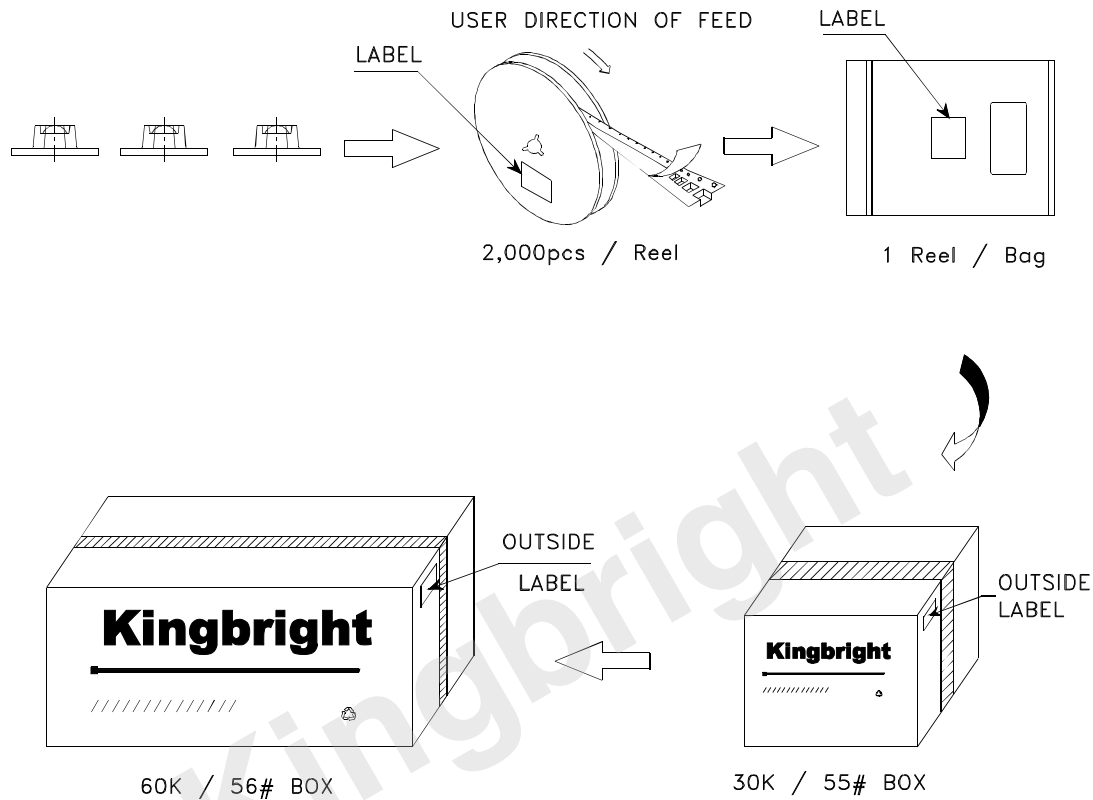 USER DIRECTION OF FEED
LABEL
LABEL
2,000pcs / Reel
1 Reel / Bag
OUTSIDE
LABEL
OUTSIDE
LABEL
Kingbright
Kingbright
60K / 56# BOX
30K / 55# BOX
Kingbright